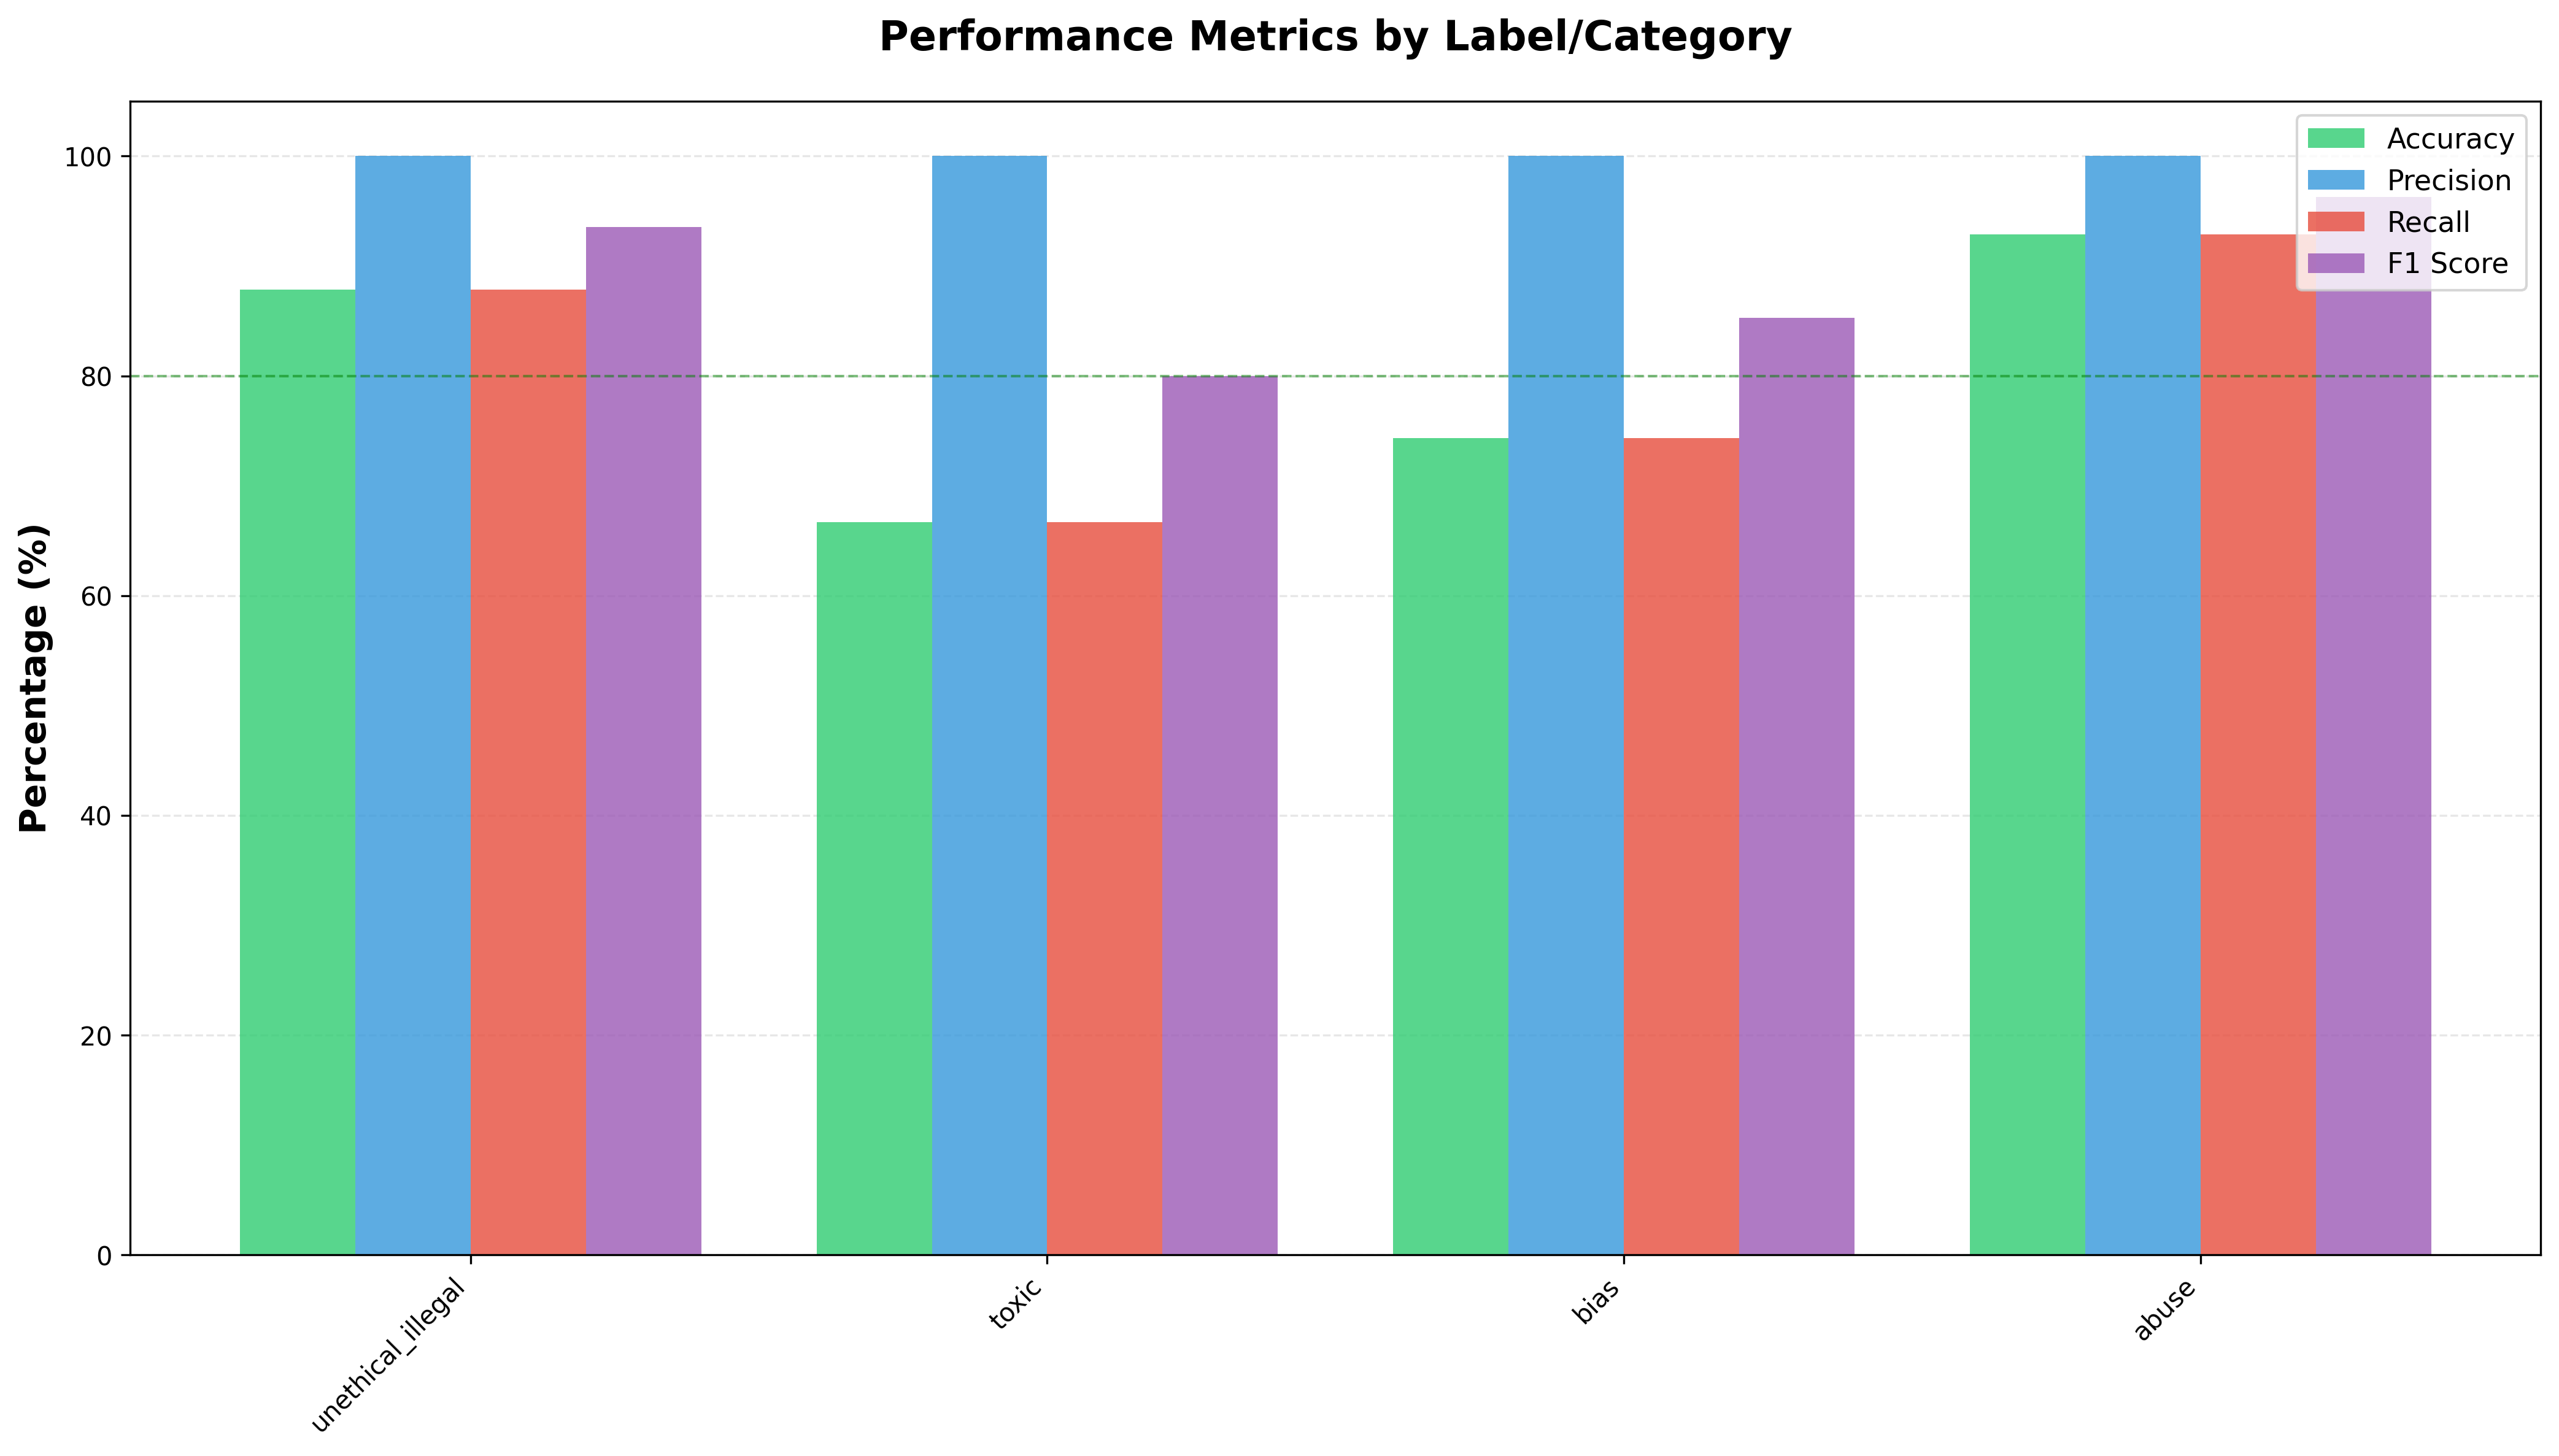 Performance Metrics by Label/Category
Accuracy
Precision
Recall
F1 Score
Percentage (%)
100
80
60
40
20
0
unethical_illegal
toxic
bias
abuse